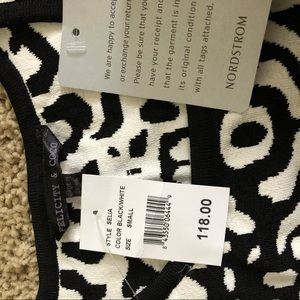 We are happy to accept
or exchange your return
Please be sure that you
have your receipt and
that the garment is in
its original condition
with all tags attached.
NORDSTROM
FELICITY & COCO
STYLE SELIA
COLOR BLACK/WHITE
SIZE SMALL
118.00